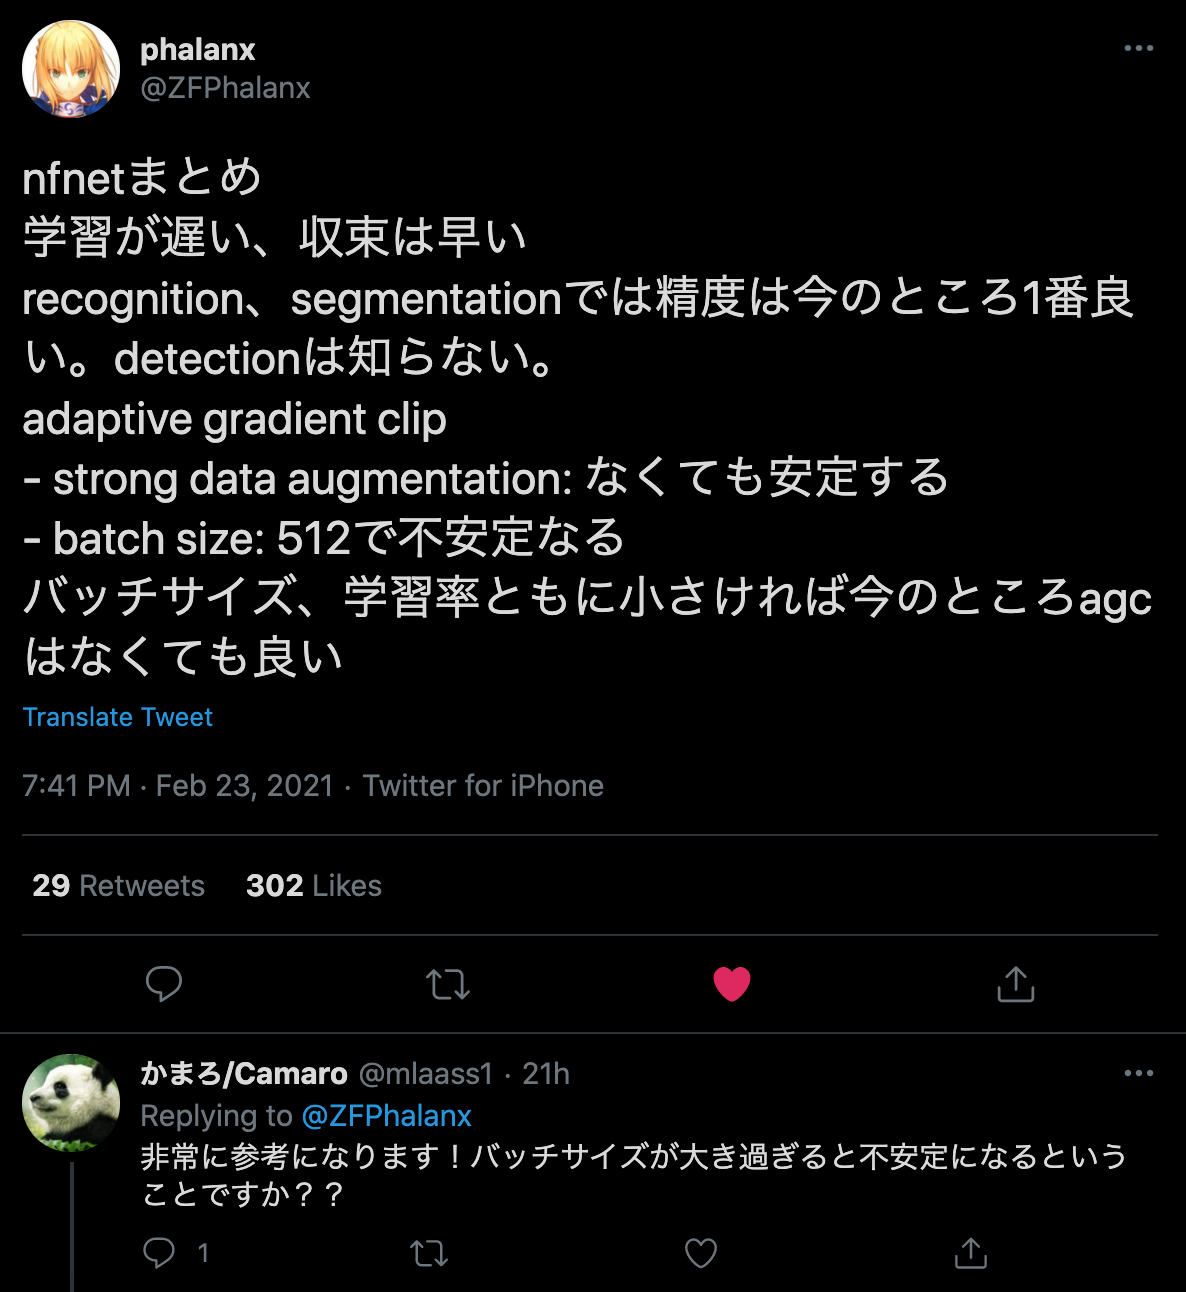 phalanx
@ZFPhalanx
nfnetまとめ
学習が遅い、収束は早い
recognition、segmentationでは精度は今のところ1番良
い。detectionは知らない。
adaptive gradient clip
- strong data augmentation: なくても安定する
- batch size: 512で不安定なる
バッチサイズ、学習率ともに小さければ今のところagc
はなくても良い
Translate Tweet
7:41 PM · Feb 23, 2021 · Twitter for iPhone
29 Retweets 302 Likes
かまろ/Camaro @mlaass1 · 21h
Replying to @ZFPhalanx
非常に参考になります！バッチサイズが大き過ぎると不安定になるという
ことですか？？
1